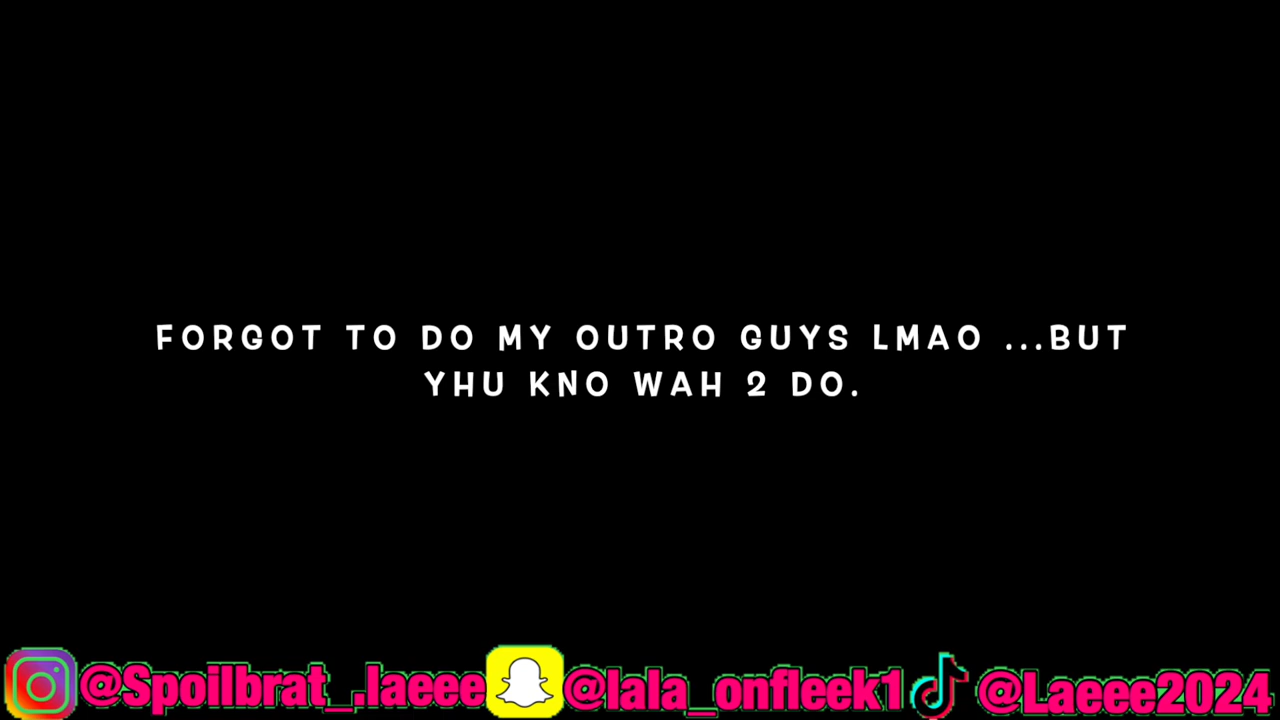 FORGOT TO DO MY OUTRO GUYS LMAO ...BUT
YHU KNO WAH 2 DO.
@Spoilbrat_.laeee @lala_onfleek1 @Laeee2024